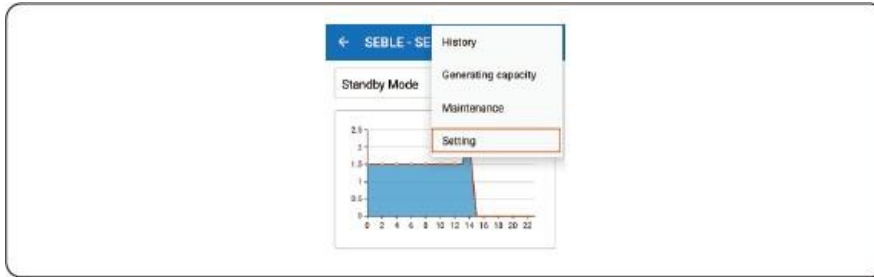 ← SEBLE - SE
History
Generating capacity
Maintenance
Setting
Standby Mode
2.5
2
1.5
1
0.5
0
0 2 4 6 8 10 12 14 16 18 20 22